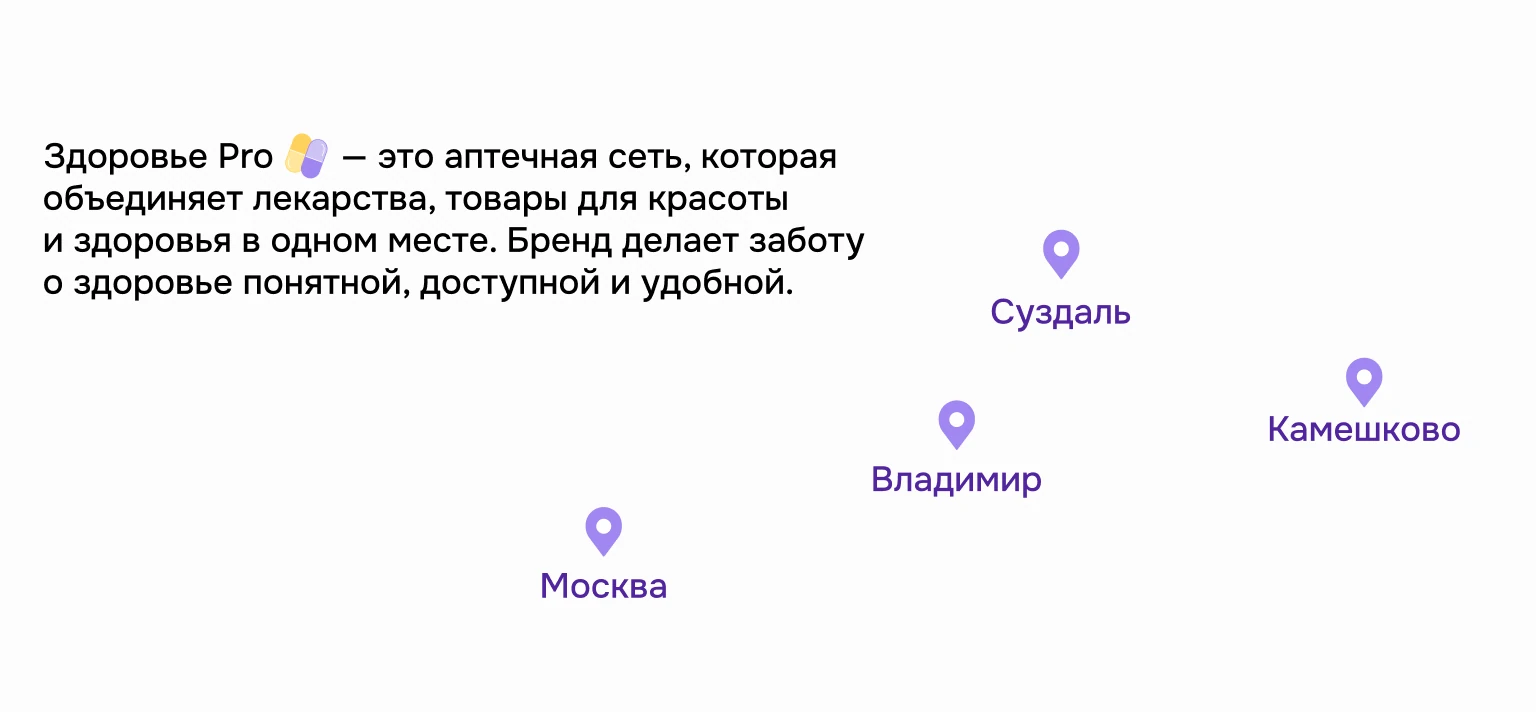 Здоровье Pro — это аптечная сеть, которая
объединяет лекарства, товары для красоты
и здоровья в одном месте. Бренд делает заботу
о здоровье понятной, доступной и удобной.
Суздаль
Камешково
Владимир
Москва